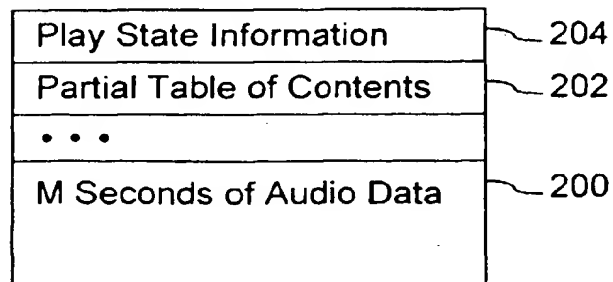 Play State Information 204
Partial Table of Contents 202
• • •
M Seconds of Audio Data 200